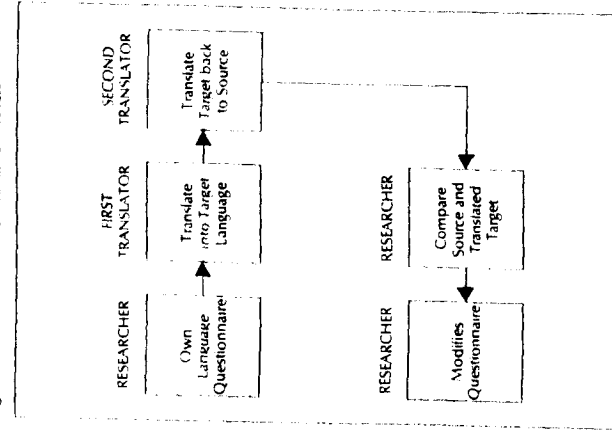 RESEARCHER
Own
Language
Questionnaire
FIRST
TRANSLATOR
Translate
into Target
Language
SECOND
TRANSLATOR
Translate
Target back
to Source
RESEARCHER
Modifies
Questionnaire
RESEARCHER
Compare
Source and
Translated
Target